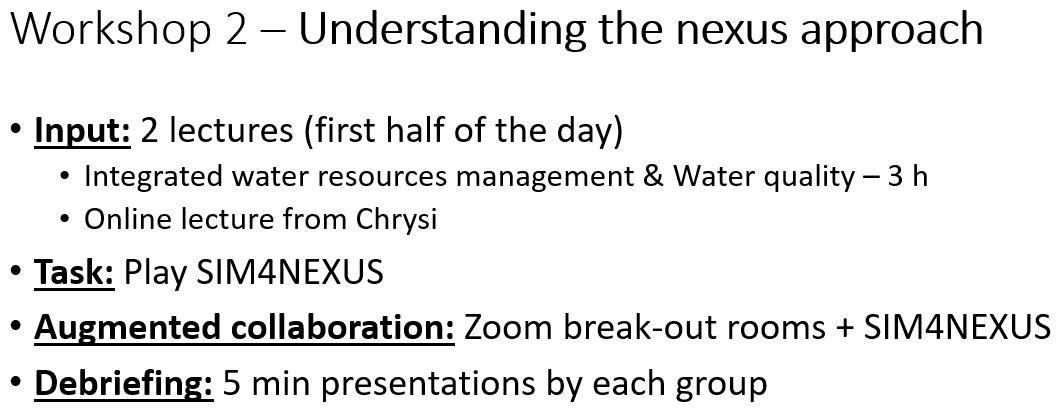 Workshop 2 – Understanding the nexus approach
• Input: 2 lectures (first half of the day)
• Integrated water resources management & Water quality – 3 h
• Online lecture from Chrysi
• Task: Play SIM4NEXUS
• Augmented collaboration: Zoom break-out rooms + SIM4NEXUS
• Debriefing: 5 min presentations by each group